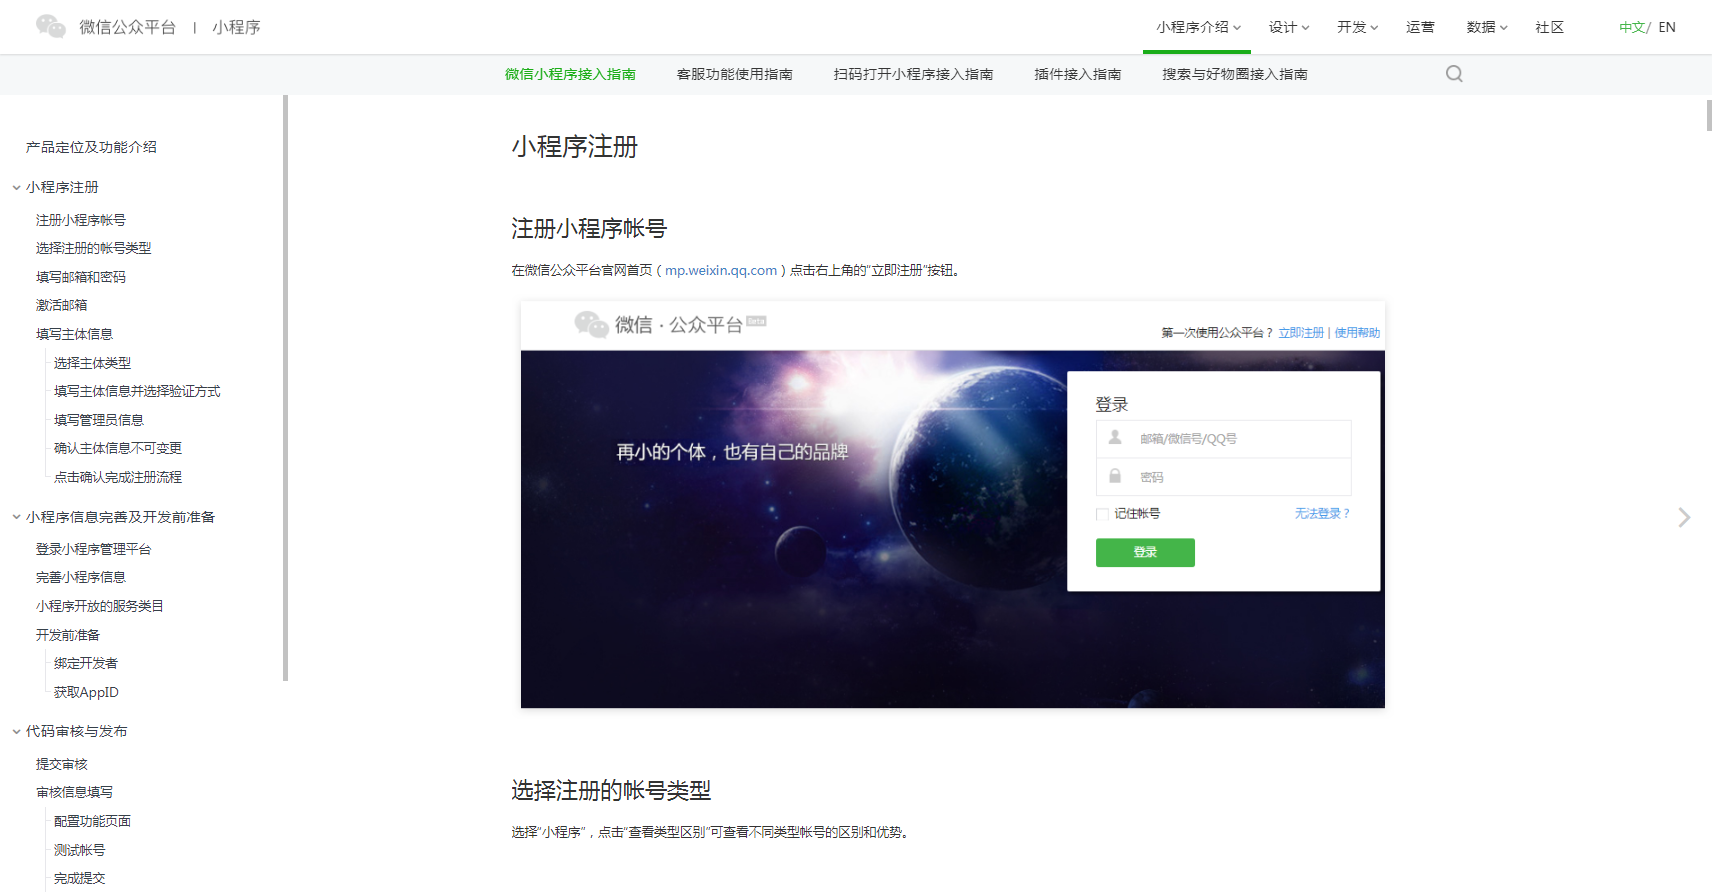 微信公众平台 | 小程序
小程序介绍 设计 开发 运营 数据 社区 中文/ EN
微信小程序接入指南 客服功能使用指南 扫码打开小程序接入指南 插件接入指南 搜索与好物圈接入指南
产品定位及功能介绍
小程序注册
注册小程序帐号
选择注册的帐号类型
填写邮箱和密码
激活邮箱
填写主体信息
选择主体类型
填写主体信息并选择验证方式
填写管理员信息
确认主体信息不可变更
点击确认完成注册流程
小程序信息完善及开发前准备
登录小程序管理平台
完善小程序信息
小程序开放的服务类目
开发前准备
绑定开发者
获取AppID
代码审核与发布
提交审核
审核信息填写
配置功能页面
测试帐号
完成提交
小程序注册
注册小程序帐号
在微信公众平台官网首页（mp.weixin.qq.com）点击右上角的“立即注册”按钮。
微信·公众平台 Beta
第一次使用公众平台？ 立即注册 | 使用帮助
再小的个体，也有自己的品牌
登录
邮箱/微信号/QQ号
密码
记住帐号 无法登录？
登录
选择注册的帐号类型
选择“小程序”，点击“查看类型区别”可查看不同类型帐号的区别和优势。